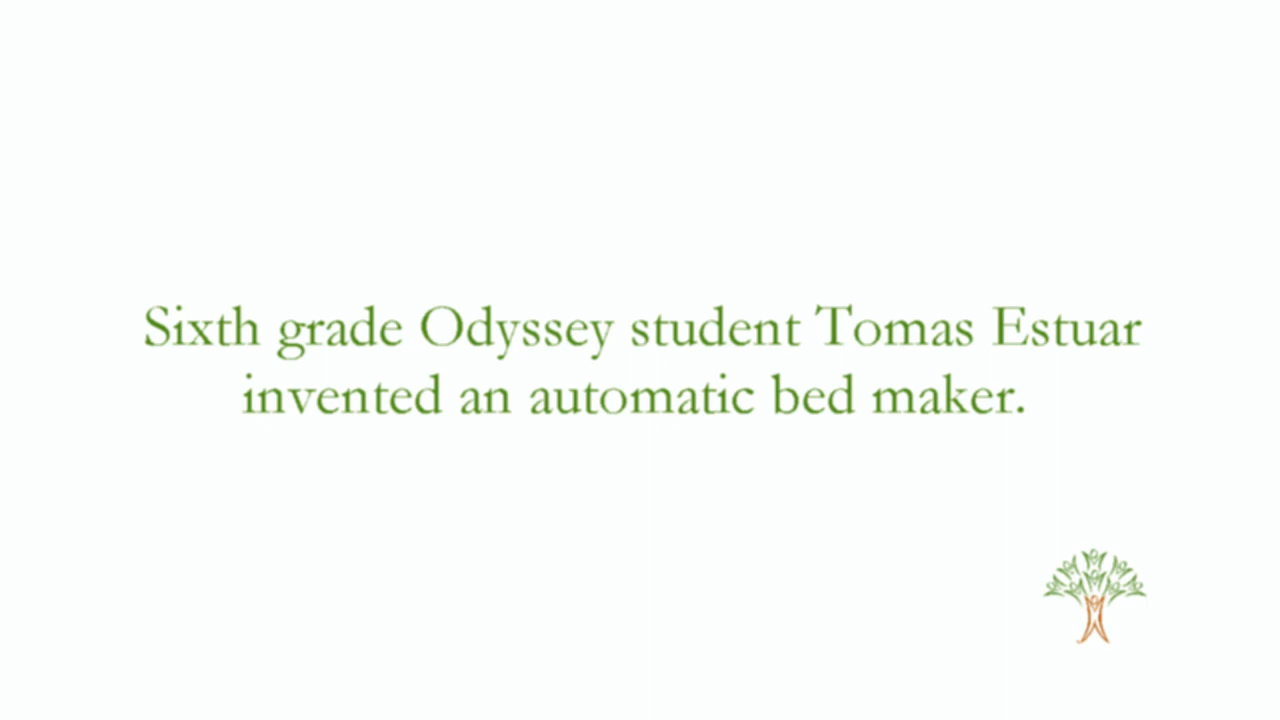 Sixth grade Odyssey student Tomas Estuar
invented an automatic bed maker.